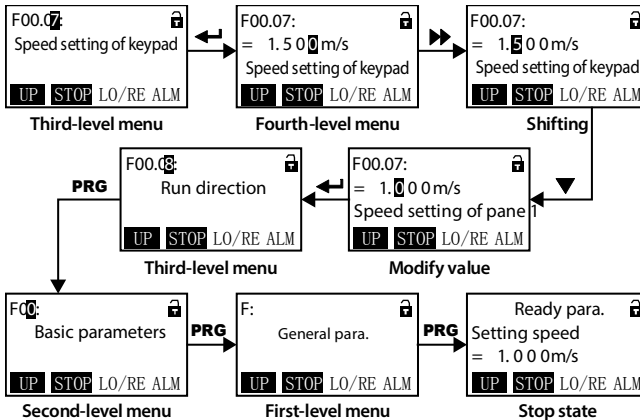 F00.07:
Speed setting of keypad
UP STOP LO/RE ALM
Third-level menu
F00.07:
= 1.500m/s
Speed setting of keypad
UP STOP LO/RE ALM
Fourth-level menu
F00.07:
= 1.500m/s
Speed setting of keypad
UP STOP LO/RE ALM
Shifting
PRG
F00.08:
Run direction
UP STOP LO/RE ALM
Third-level menu
F00.07:
= 1.000m/s
Speed setting of pane 1
UP STOP LO/RE ALM
Modify value
F00:
Basic parameters
UP STOP LO/RE ALM
Second-level menu
PRG
F:
General para.
UP STOP LO/RE ALM
First-level menu
PRG
Ready para.
Setting speed
= 1.000m/s
UP STOP LO/RE ALM
Stop state